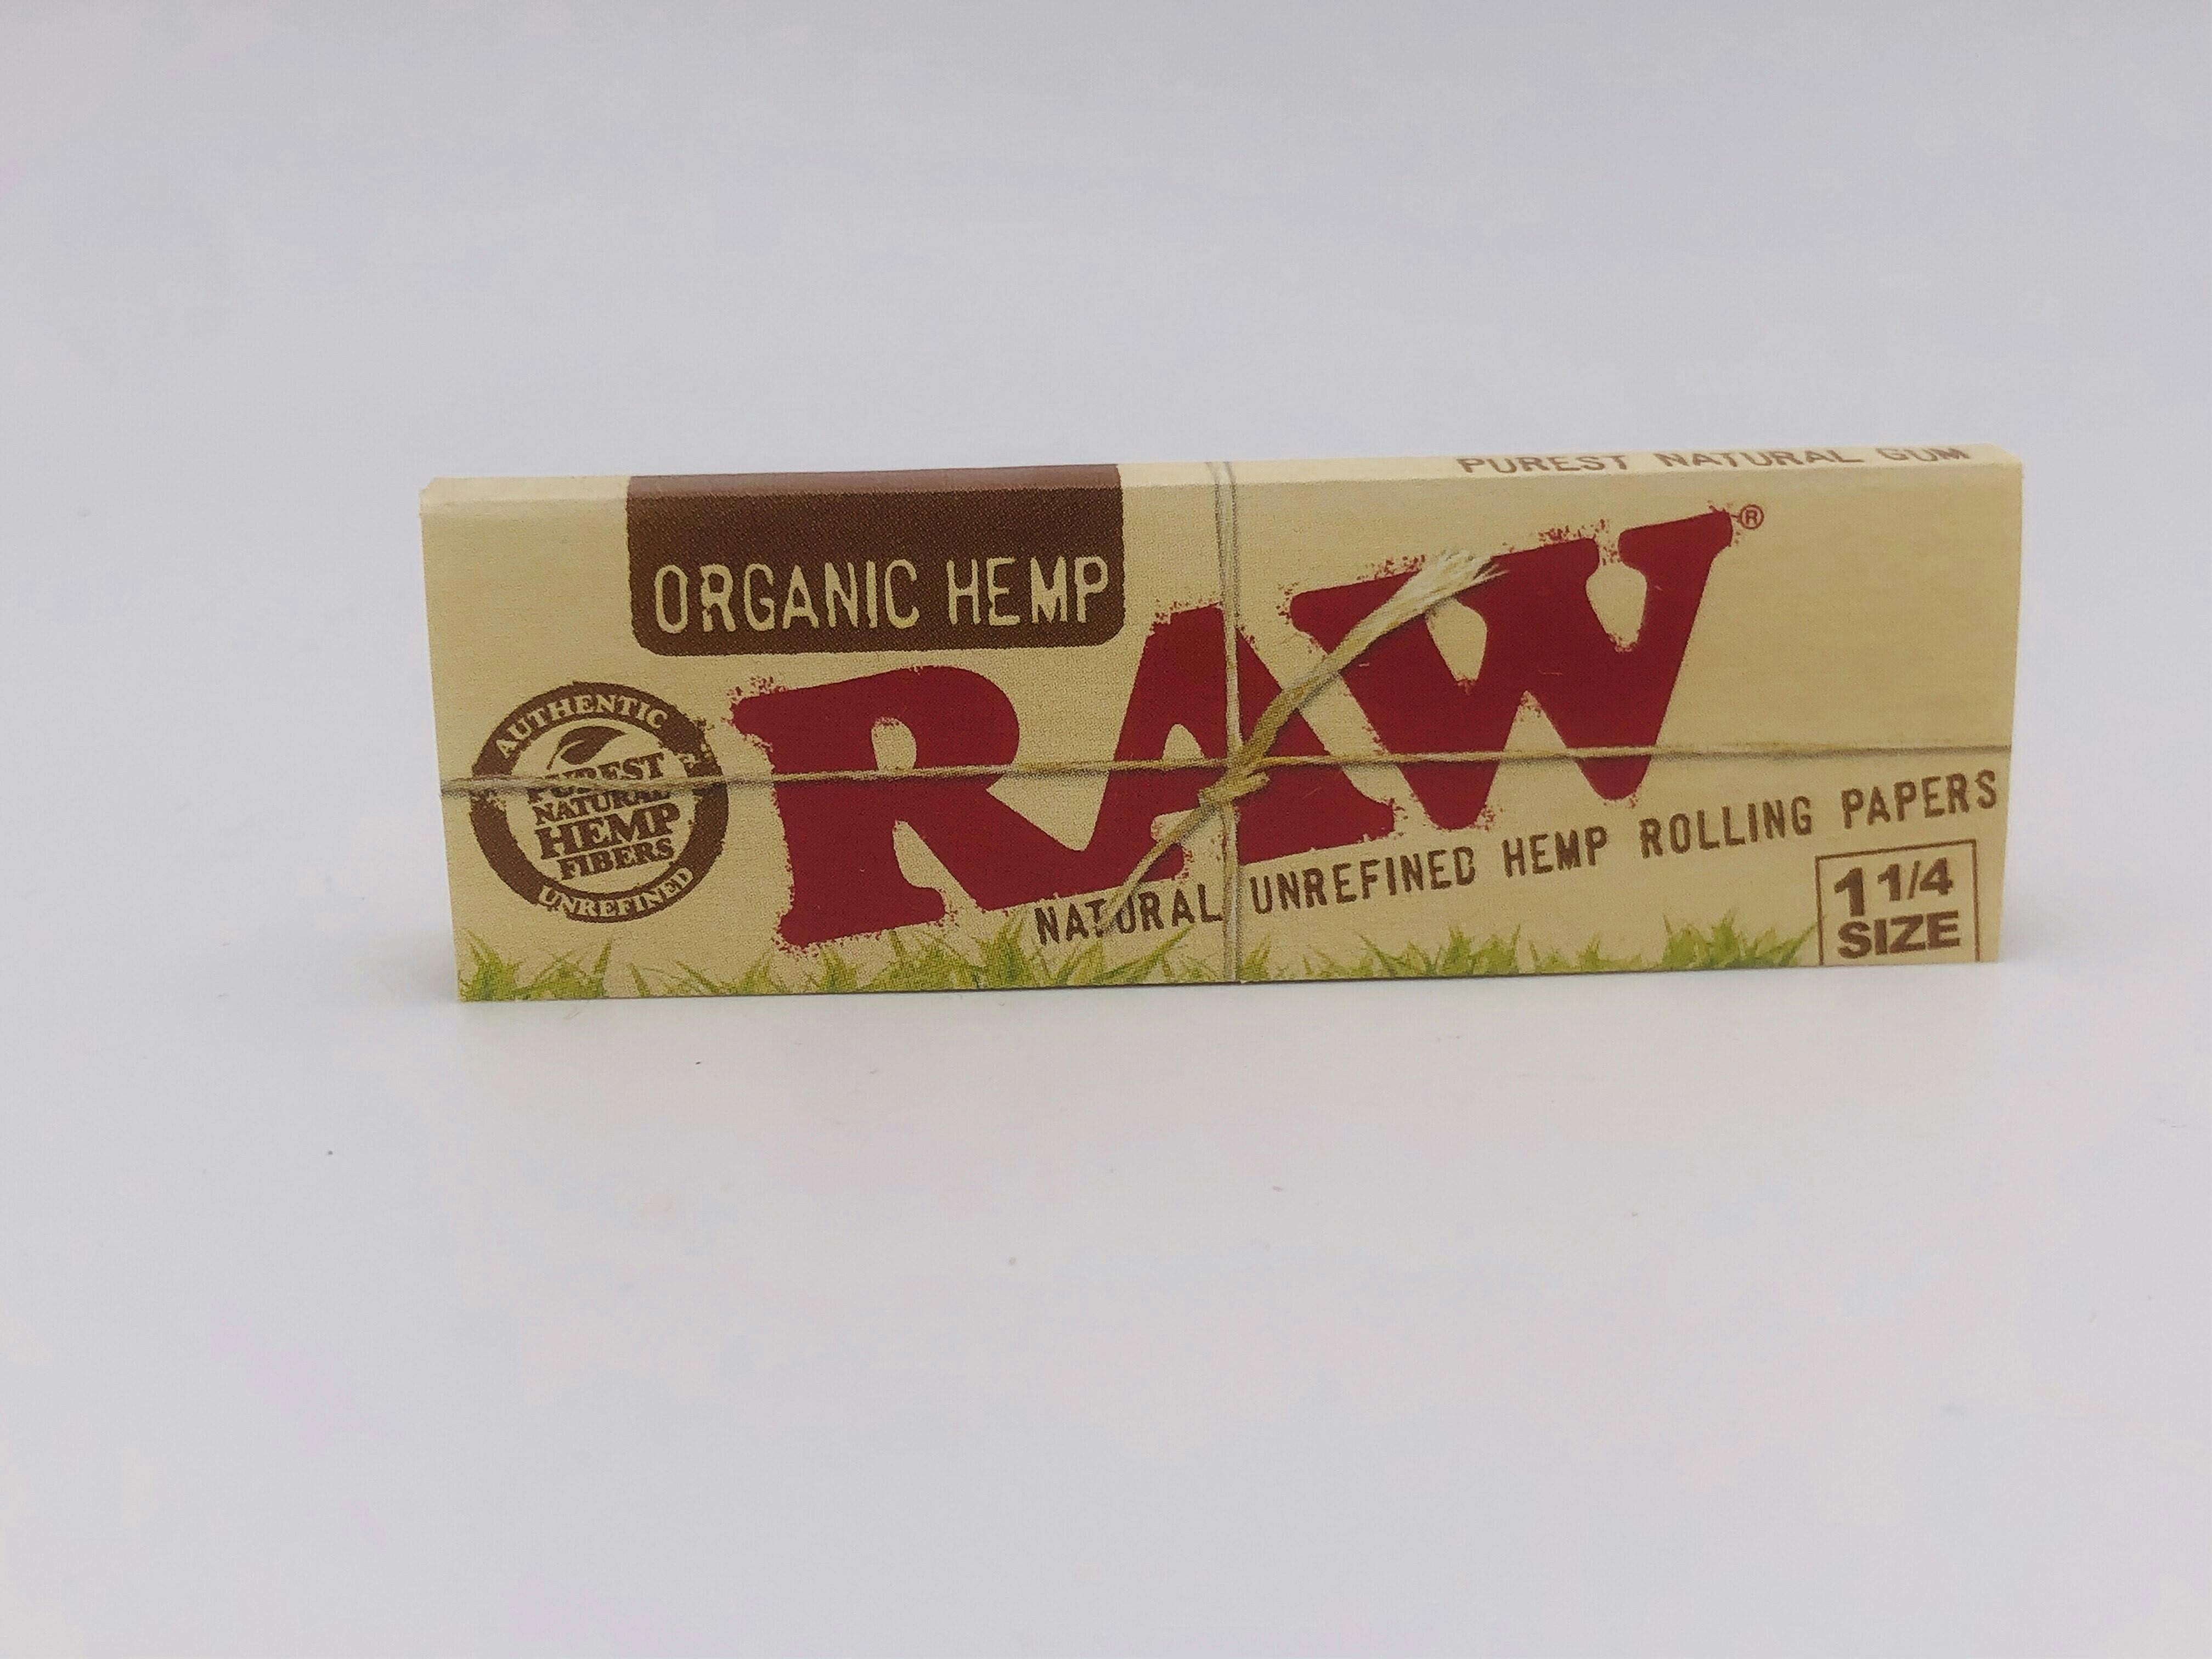 PUREST NATURAL GUM
ORGANIC HEMP
RAW®
AUTHENTIC
PUREST
NATURAL
HEMP
FIBERS
UNREFINED
NATURAL UNREFINED HEMP ROLLING PAPERS
1 1/4
SIZE